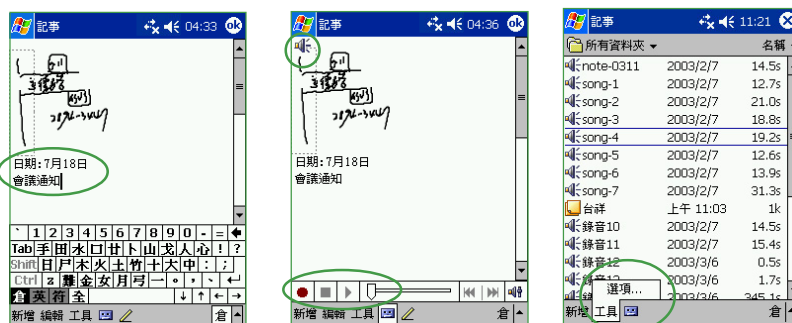 記事 04:33 ok
日期:7月18日
會議通知
` 1 2 3 4 5 6 7 8 9 0 - =
Tab 手 田 水 口 廿 卜 山 戈 人 心 ! ?
Shift 日 尸 木 火 土 竹 十 大 中 : ;
Ctrl z 難 金 女 月 弓 一 。 , 、
倉 英 符 全
新增 編輯 工具 倉
記事 04:36 ok
日期:7月18日
會議通知
新增 編輯 工具 倉
記事 11:21
所有資料夾 名稱
note-0311 2003/2/7 14.5s
song-1 2003/2/7 12.7s
song-2 2003/2/7 21.0s
song-3 2003/2/7 18.8s
song-4 2003/2/7 19.2s
song-5 2003/2/7 12.6s
song-6 2003/2/7 13.9s
song-7 2003/2/7 31.3s
台祥 上午 11:03 1k
錄音10 2003/2/7 14.5s
錄音11 2003/2/7 15.4s
錄音12 2003/3/6 0.5s
2003/3/6 1.7s
選項...
錄 2003/3/6 345.1s
新增 工具 倉